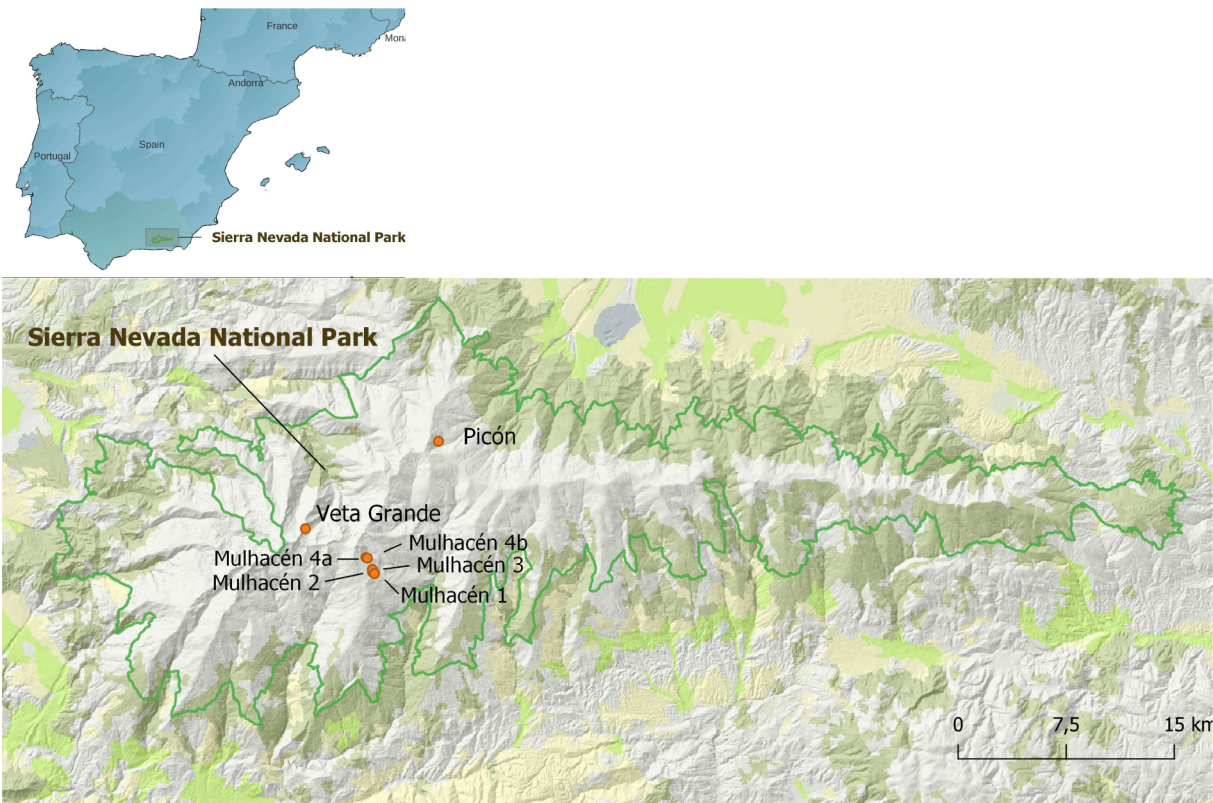 France
Mon
Andorra
Spain
Portugal
Sierra Nevada National Park
Sierra Nevada National Park
Picón
Veta Grande
Mulhacén 4b
Mulhacén 4a
Mulhacén 3
Mulhacén 2
Mulhacén 1
0 7,5 15 km